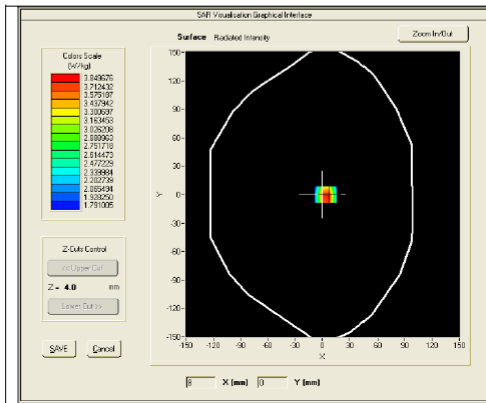 SAR Visualisation Graphical Interface
Surface Radiated Intensity
Zoom In/Out
Colors Scale
(W/kg)
3.849676
3.712432
3.575187
3.437942
3.300697
3.163453
3.026208
2.888963
2.751718
2.614473
2.477229
2.339984
2.202739
2.065494
1.928250
1.791005
150-
120-
90-
60-
30-
Y
0-
-30-
-60-
-90-
-120-
-150-
-150 -120 -90 -60 -30 0 30 60 90 120 150
X
Z-Cuts Control
<< Upper Cut
Z = 4.0 mm
Lower Cut >>
SAVE Cancel
8 X (mm) 0 Y (mm)